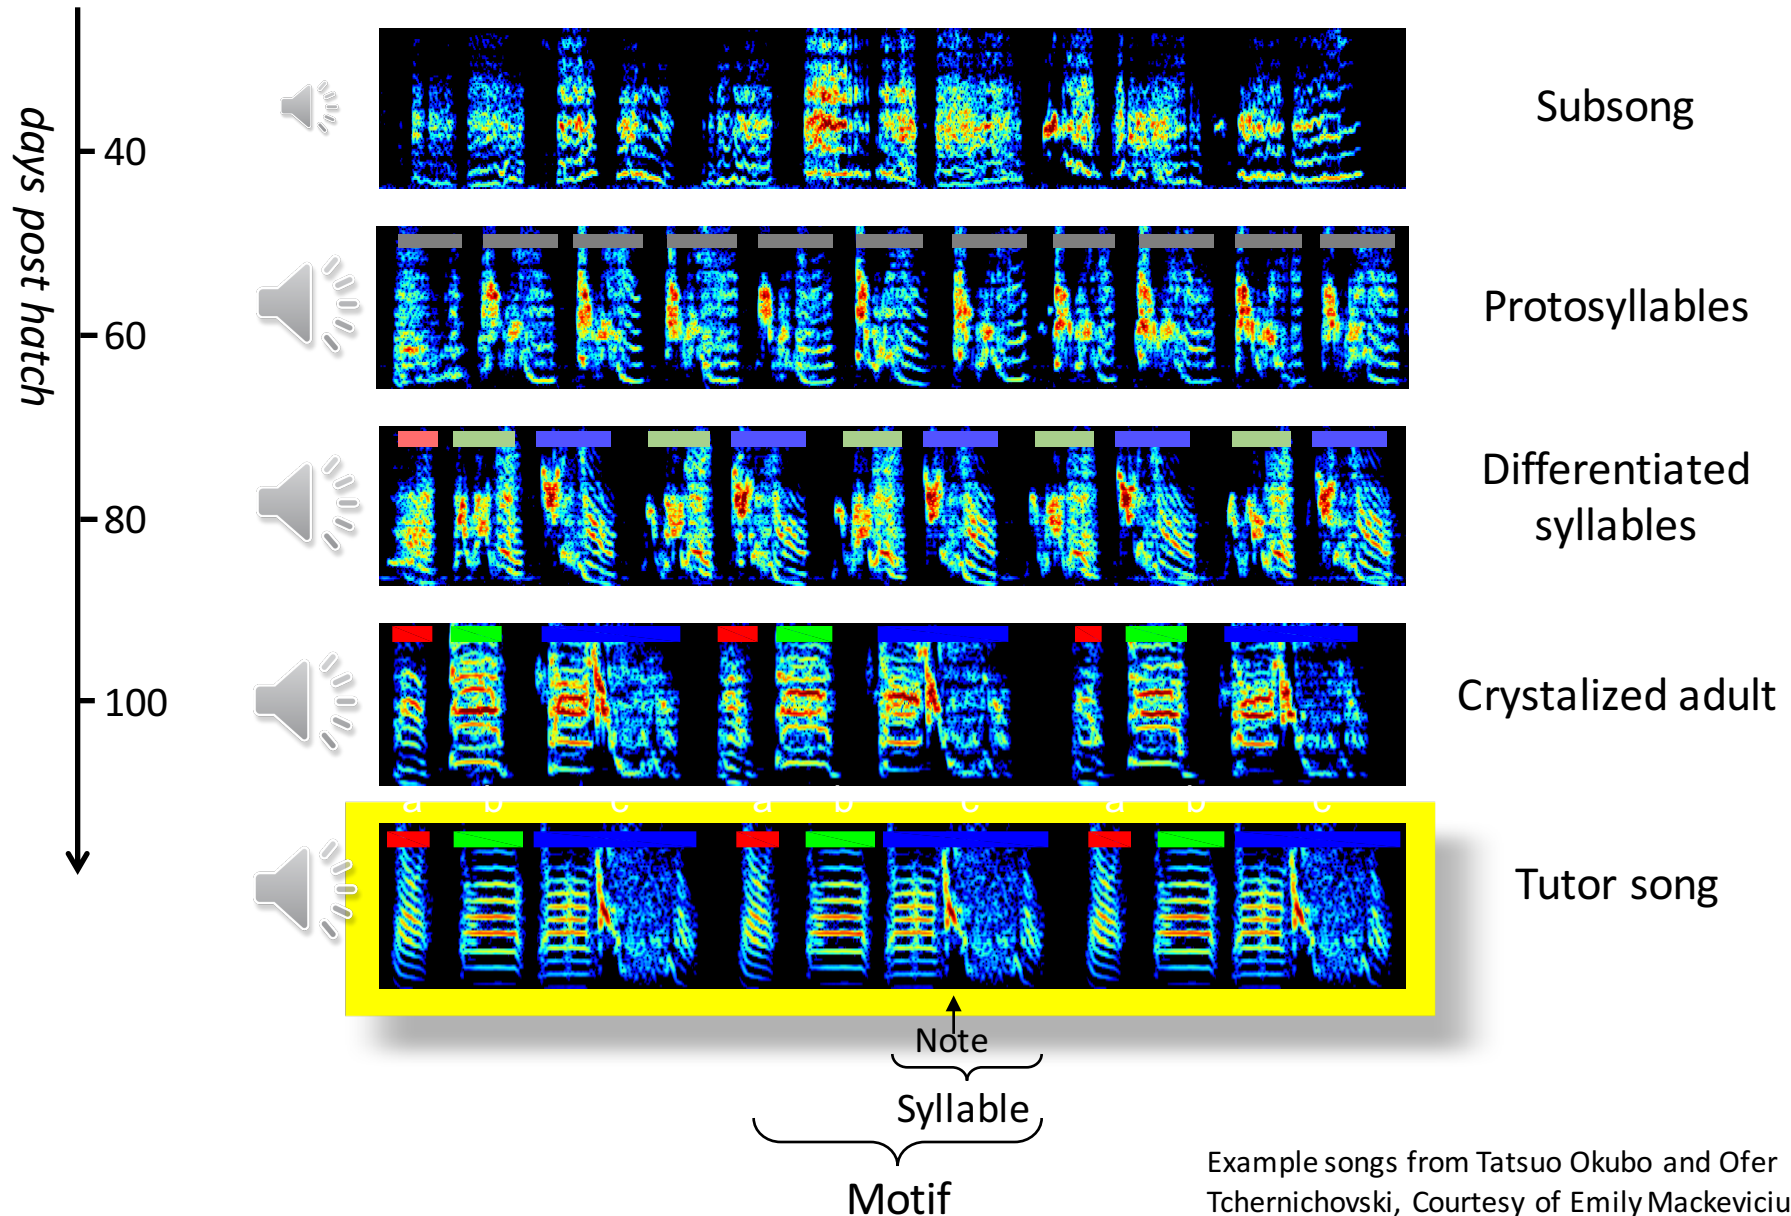 days post hatch
40
60
80
100
Subsong
Protosyllables
Differentiated
syllables
Crystalized adult
a b c a b c a b c
Tutor song
Note
Syllable
Motif
Example songs from Tatsuo Okubo and Ofer
Tchernichovski, Courtesy of Emily Mackeviciu